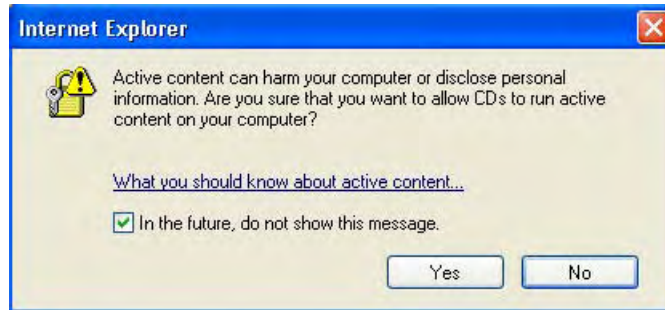 Internet Explorer
Active content can harm your computer or disclose personal
information. Are you sure that you want to allow CDs to run active
content on your computer?
What you should know about active content...
In the future, do not show this message.
Yes No